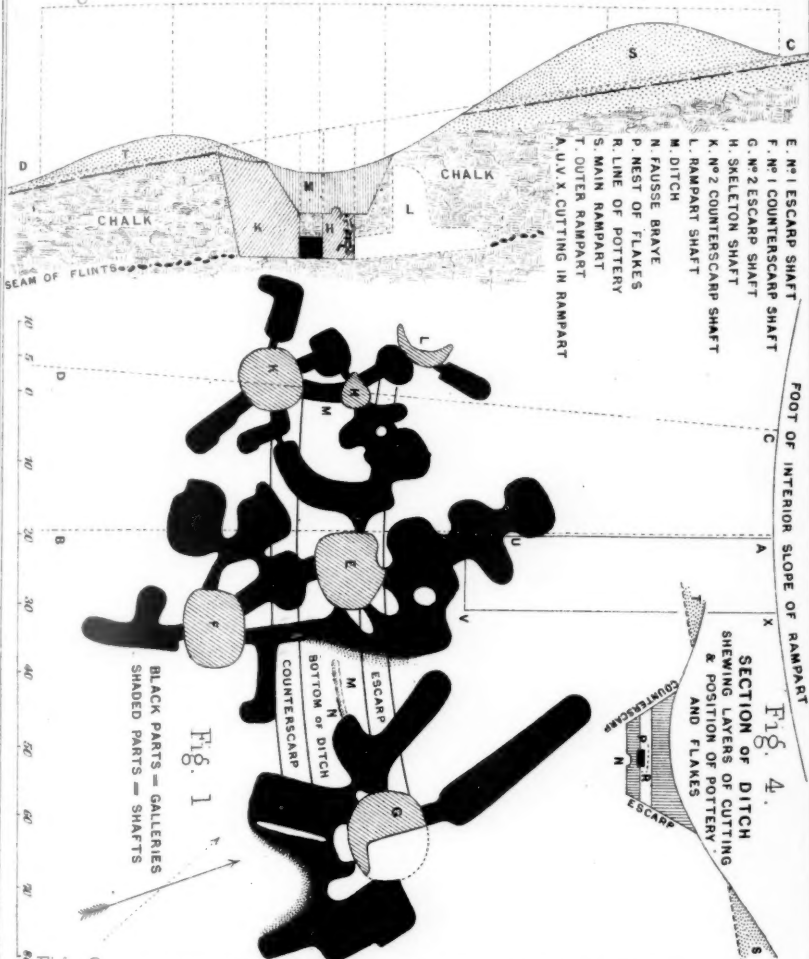 C
S
D
T
M
K
H
L
CHALK
CHALK
SEAM OF FLINTS
E. Nº 1 ESCARP SHAFT
F. Nº 1 COUNTERSCARP SHAFT
G. Nº 2 ESCARP SHAFT
H. SKELETON SHAFT
K. Nº 2 COUNTERSCARP SHAFT
L. RAMPART SHAFT
M. DITCH
N. FAUSSE BRAYE
P. NEST OF FLAKES
R. LINE OF POTTERY
S. MAIN RAMPART
T. OUTER RAMPART
A.U.V.X. CUTTING IN RAMPART
FOOT OF INTERIOR SLOPE OF RAMPART
10
5
0
10
20
30
40
50
60
70
D
C
L
K
H
M
B
A
U
E
V
X
F
G
ESCARP
M
N
BOTTOM OF DITCH
COUNTERSCARP
Fig. 1
BLACK PARTS = GALLERIES
SHADED PARTS = SHAFTS
Fig. 4.
SECTION OF DITCH
SHEWING LAYERS OF CUTTING
& POSITION OF POTTERY
AND FLAKES
T
COUNTERSCARP
P
R
N
ESCARP
S